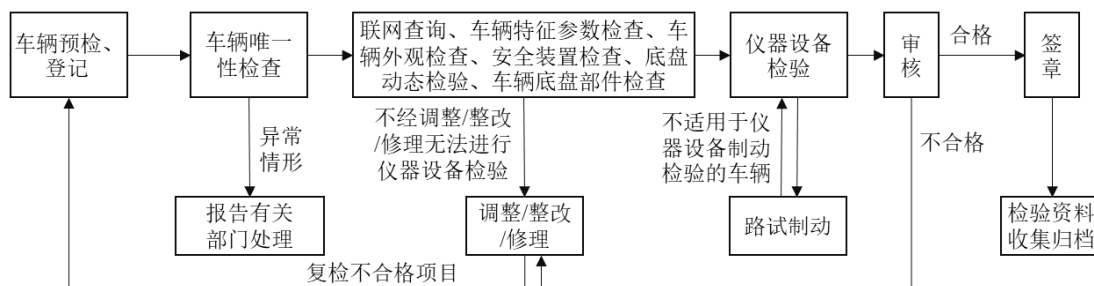 车辆预检、
登记
车辆唯一
性检查
联网查询、车辆特征参数检查、车
辆外观检查、安全装置检查、底盘
动态检验、车辆底盘部件检查
仪器设备
检验
审
核
合格
签
章
异常
情形
不经调整/整改
/修理无法进行
仪器设备检验
不适用于仪
器设备制动
检验的车辆
不合格
报告有关
部门处理
调整/整改
/修理
路试制动
检验资料
收集归档
复检不合格项目